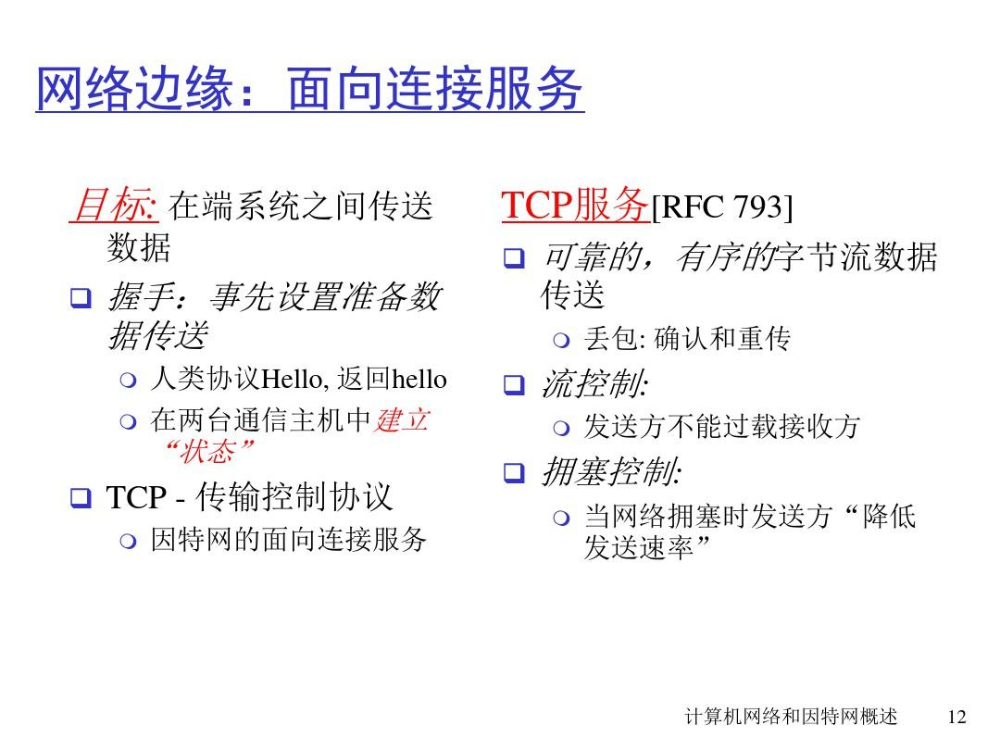 网络边缘：面向连接服务
目标: 在端系统之间传送
数据
握手：事先设置准备数
据传送
人类协议Hello, 返回hello
在两台通信主机中建立
“状态”
TCP - 传输控制协议
因特网的面向连接服务
TCP服务[RFC 793]
可靠的，有序的字节流数据
传送
丢包: 确认和重传
流控制:
发送方不能过载接收方
拥塞控制:
当网络拥塞时发送方“降低
发送速率”
计算机网络和因特网概述 12